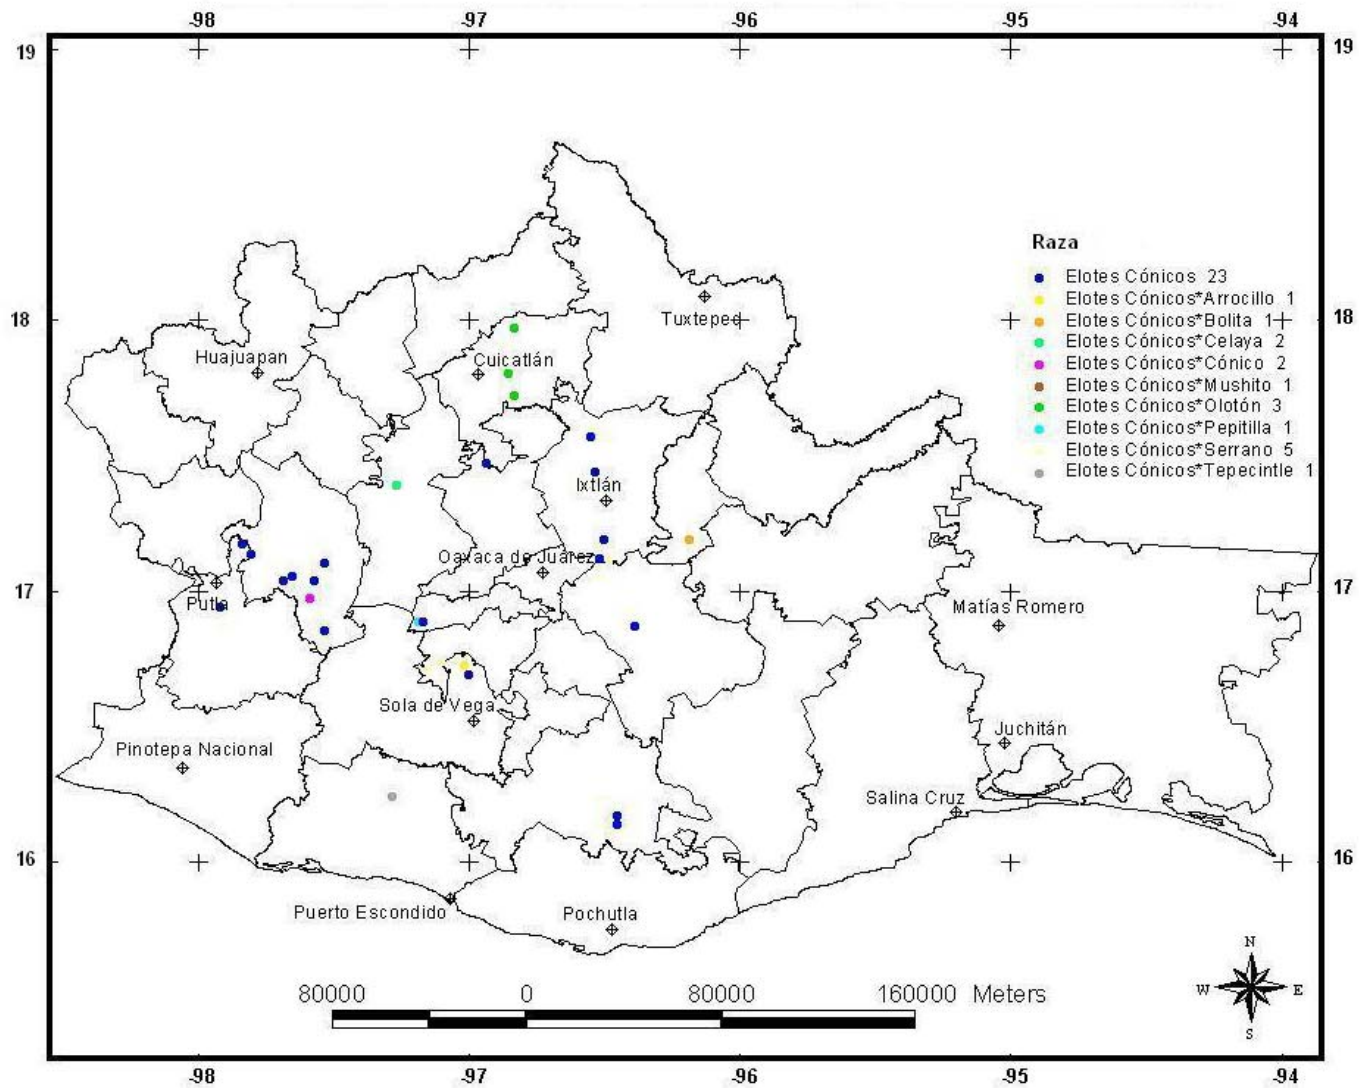 -98 -97 -96 -95 -94
19 19
Raza
Elotes Cónicos 23
Elotes Cónicos*Arrocillo 1
Elotes Cónicos*Bolita 1
Elotes Cónicos*Celaya 2
Elotes Cónicos*Cónico 2
Elotes Cónicos*Mushito 1
Elotes Cónicos*Olotón 3
Elotes Cónicos*Pepitilla 1
Elotes Cónicos*Serrano 5
Elotes Cónicos*Tepecintle 1
18 18
Tuxtepec
Huajuapan
Cuicatlán
Ixtlán
Oaxaca de Juárez
17 17
Putla
Matías Romero
Sola de Vega
Juchitán
Pinotepa Nacional
Salina Cruz
16 16
Puerto Escondido
Pochutla
N
W E
S
80000 0 80000 160000 Meters
-98 -97 -96 -95 -94